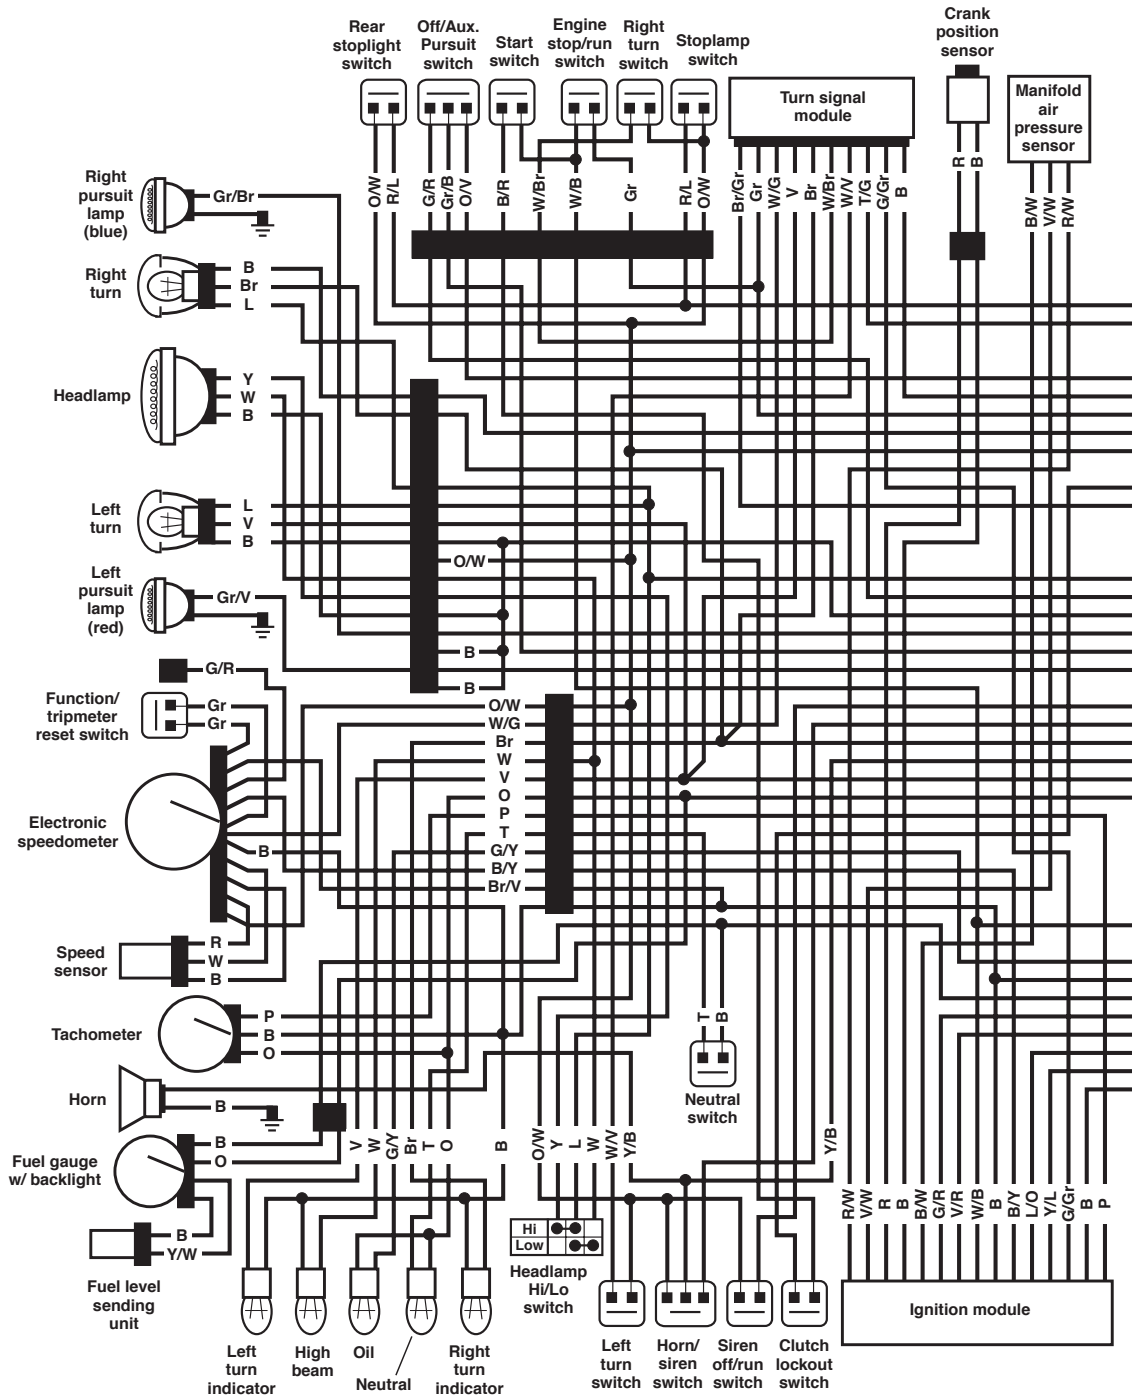 Rear
stoplight
switch
Off/Aux.
Pursuit
switch
Start
switch
Engine
stop/run
switch
Right
turn
switch
Stoplamp
switch
Crank
position
sensor
Turn signal
module
Manifold
air
pressure
sensor
O/W
R/L
G/R
Gr/B
O/V
B/R
W/Br
W/B
Gr
R/L
O/W
Br/Gr
Gr
W/G
V
Br
W/Br
W/V
T/G
G/Gr
B
R
B
B/W
V/W
R/W
Right
pursuit
lamp
(blue)
Gr/Br
Right
turn
B
Br
L
Headlamp
Y
W
B
Left
turn
L
V
B
O/W
Left
pursuit
lamp
(red)
Gr/V
B
B
G/R
Function/
tripmeter
reset switch
Gr
Gr
O/W
W/G
Br
W
V
O
P
T
G/Y
B/Y
Br/V
Electronic
speedometer
B
Speed
sensor
R
W
B
Tachometer
P
B
O
T
B
Neutral
switch
Horn
B
Fuel gauge
w/ backlight
B
O
V
W
G/Y
Br
T
O
B
O/W
Y
L
W
W/V
Y/B
Y/B
R/W
V/W
R
B
B/W
G/R
V/R
W/B
B
B/Y
L/O
Y/L
G/Gr
B
P
Fuel level
sending
unit
B
Y/W
Hi
Low
Headlamp
Hi/Lo
switch
Ignition module
Left
turn
indicator
High
beam
Oil
Neutral
Right
turn
indicator
Left
turn
switch
Horn/
siren
switch
Siren
off/run
switch
Clutch
lockout
switch